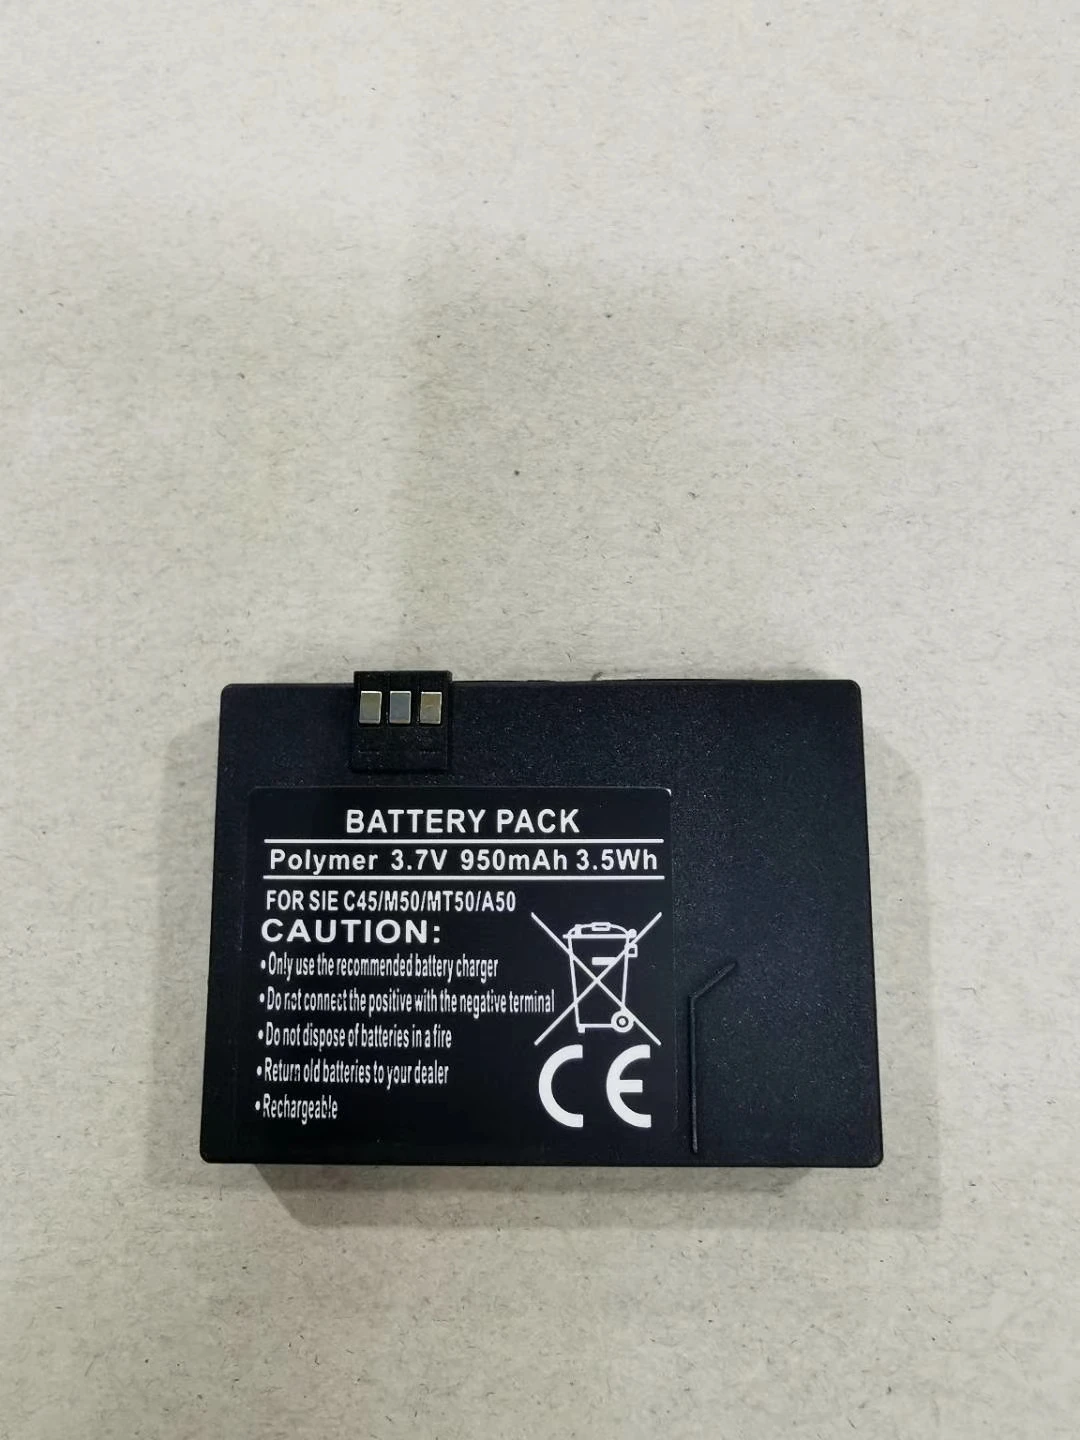 BATTERY PACK
Polymer 3.7V 950mAh 3.5Wh
FOR SIE C45/M50/MT50/A50
CAUTION:
•Only use the recommended battery charger
•Do not connect the positive with the negative terminal
•Do not dispose of batteries in a fire
•Return old batteries to your dealer
•Rechargeable
CE